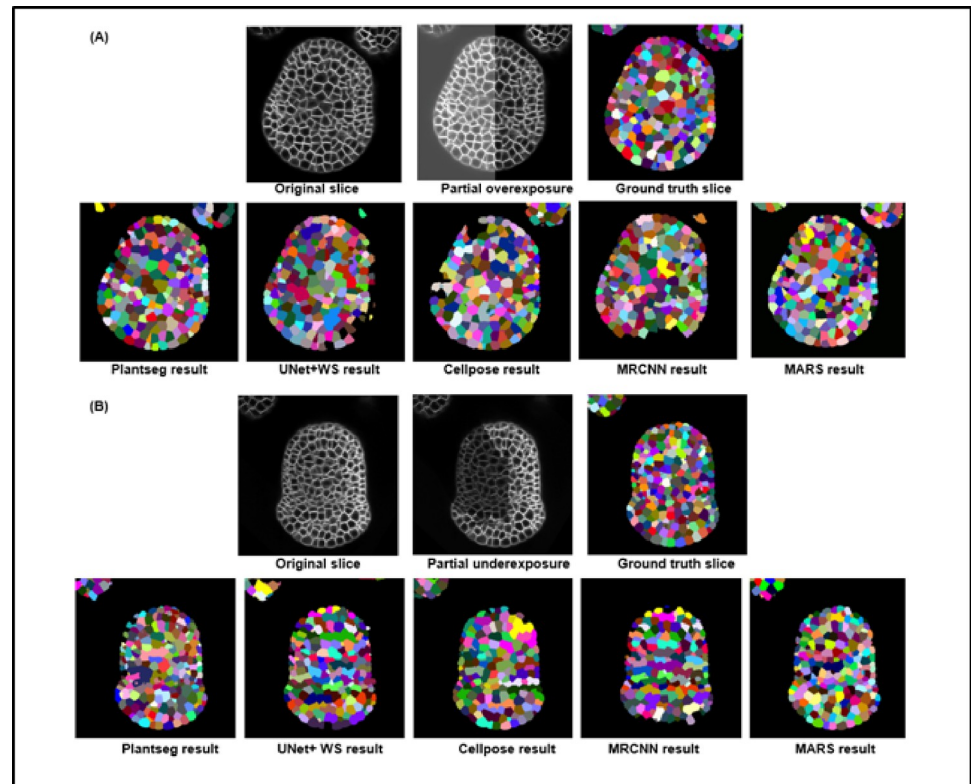 (A)
Original slice
Partial overexposure
Ground truth slice
Plantseg result
UNet+WS result
Cellpose result
MRCNN result
MARS result
(B)
Original slice
Partial underexposure
Ground truth slice
Plantseg result
UNet+ WS result
Cellpose result
MRCNN result
MARS result